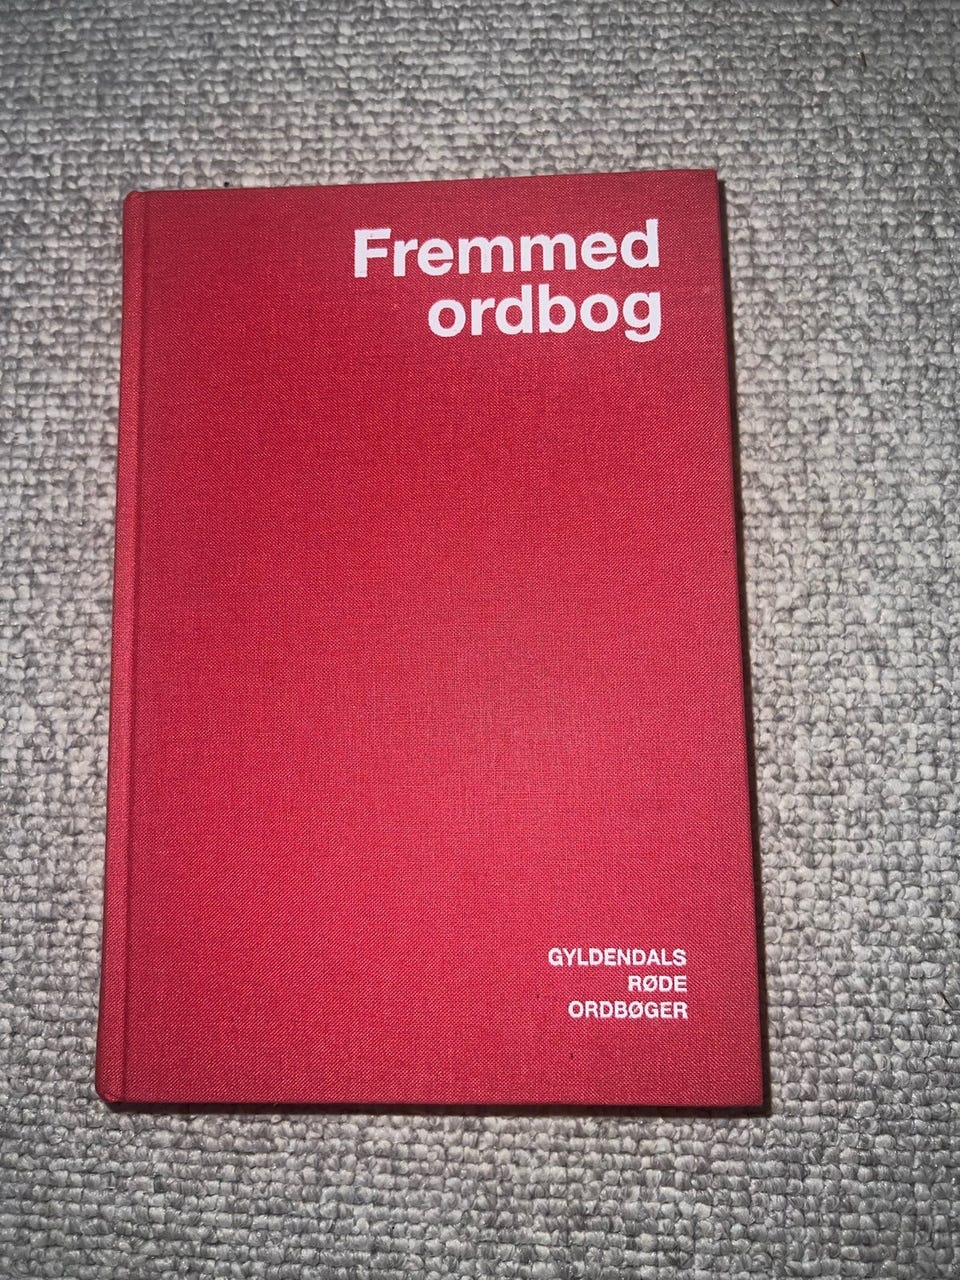 Fremmed
ordbog
GYLDENDALS
RØDE
ORDBØGER